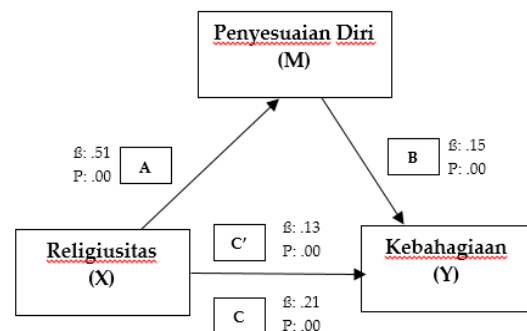 Penyesuaian Diri
(M)
ß: .51
P: .00
A
B
ß: .15
P: .00
Religiusitas
(X)
C'
ß: .13
P: .00
Kebahagiaan
(Y)
C
ß: .21
P: .00